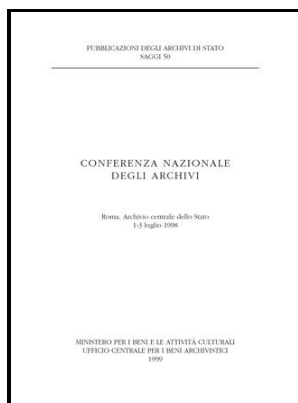 PUBBLICAZIONI DEGLI ARCHIVI DI STATO
SAGGI 50
CONFERENZA NAZIONALE
DEGLI ARCHIVI
Roma, Archivio centrale dello Stato
1-3 luglio 1998
MINISTERO PER I BENI E LE ATTIVITÀ CULTURALI
UFFICIO CENTRALE PER I BENI ARCHIVISTICI
1999